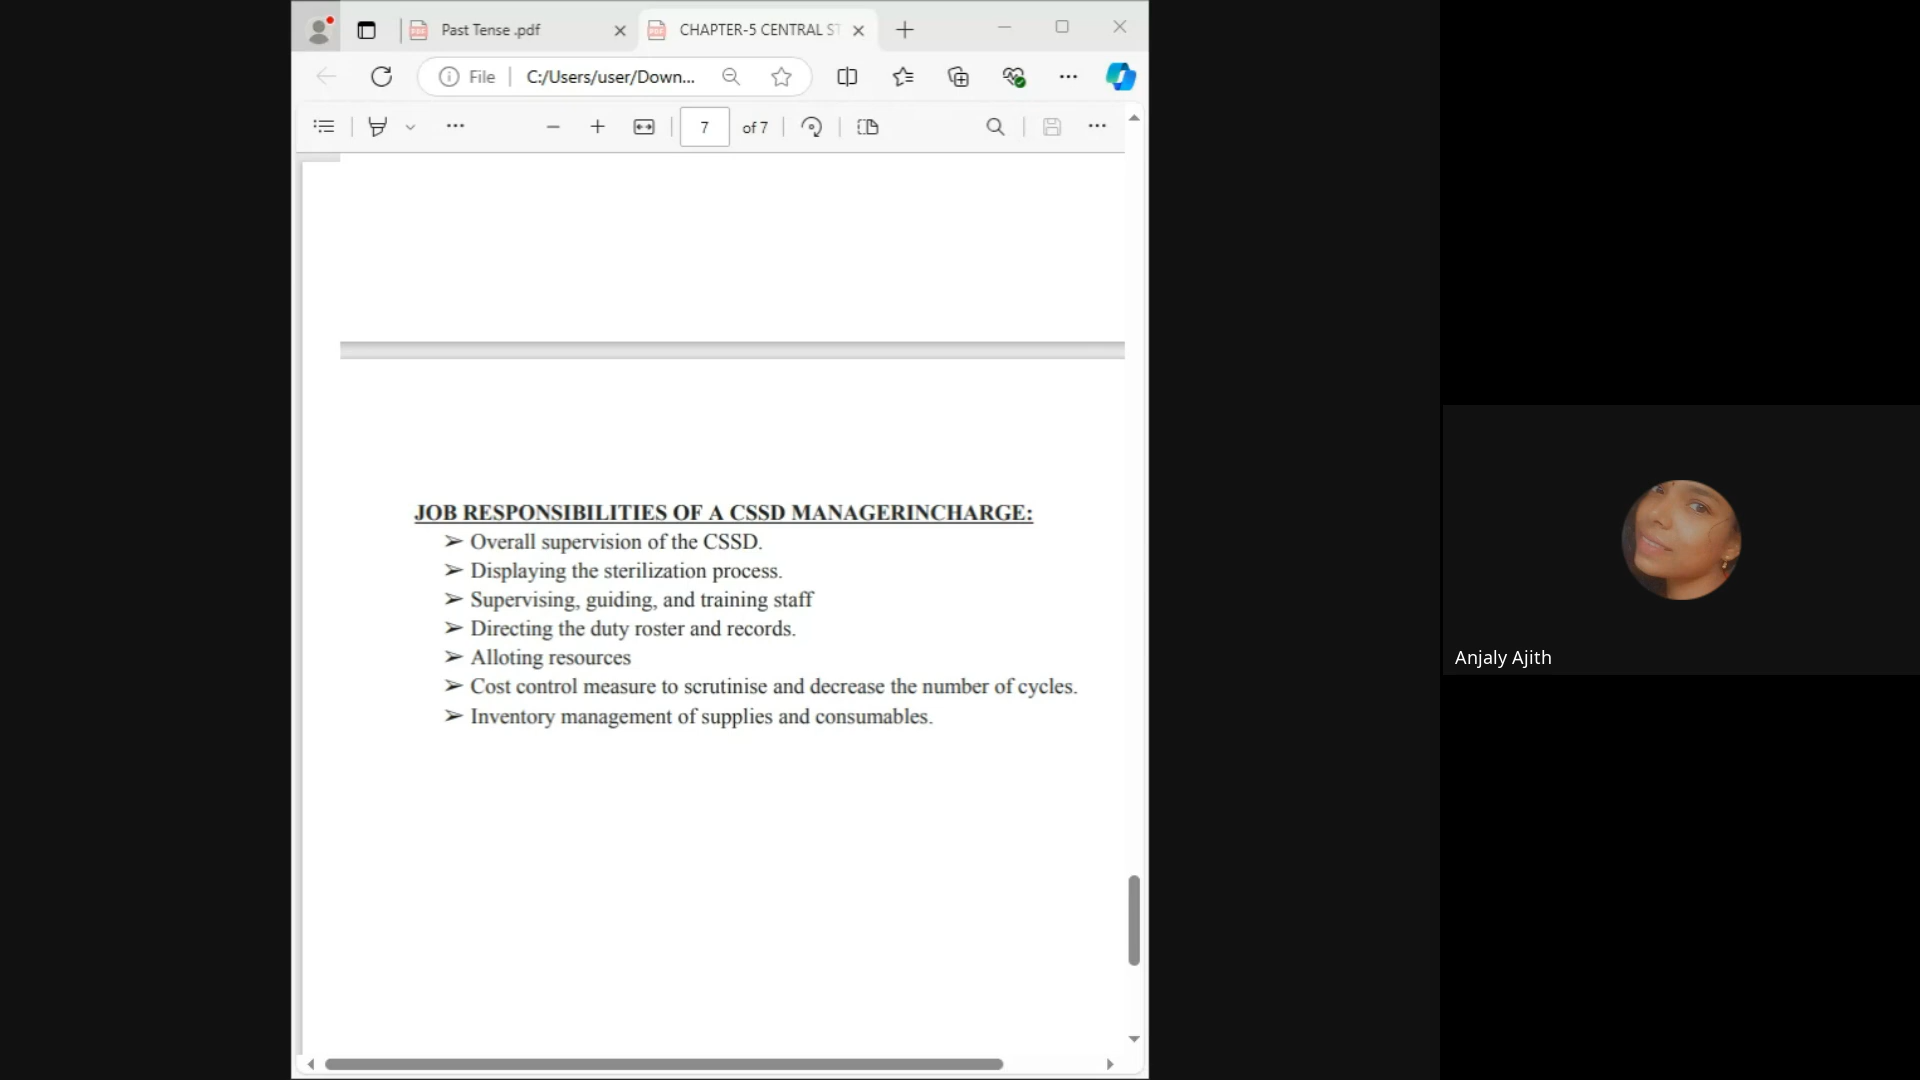 Past Tense .pdf
CHAPTER-5 CENTRAL ST
File
C:/Users/user/Down...
7 of 7
JOB RESPONSIBILITIES OF A CSSD MANAGERINCHARGE:
➢ Overall supervision of the CSSD.
➢ Displaying the sterilization process.
➢ Supervising, guiding, and training staff
➢ Directing the duty roster and records.
➢ Alloting resources
➢ Cost control measure to scrutinise and decrease the number of cycles.
➢ Inventory management of supplies and consumables.
Anjaly Ajith